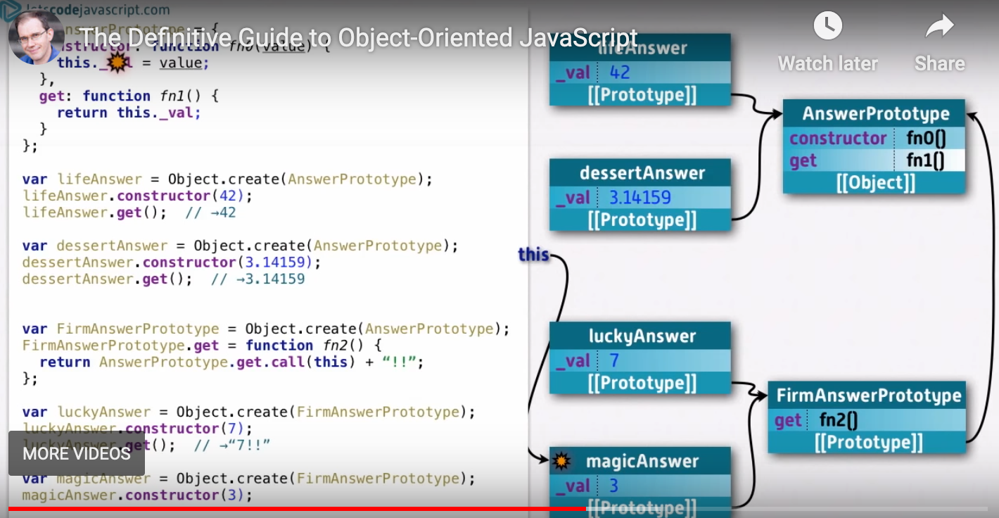 letscodejavascript.com
The Definitive Guide to Object-Oriented JavaScript
Watch later
Share
AnswerPrototype = {
constructor: function fn0(value) {
this._ l = value;
},
get: function fn1() {
return this._val;
}
};
var lifeAnswer = Object.create(AnswerPrototype);
lifeAnswer.constructor(42);
lifeAnswer.get(); // →42
var dessertAnswer = Object.create(AnswerPrototype);
dessertAnswer.constructor(3.14159);
dessertAnswer.get(); // →3.14159
var FirmAnswerPrototype = Object.create(AnswerPrototype);
FirmAnswerPrototype.get = function fn2() {
return AnswerPrototype.get.call(this) + “!!”;
};
var luckyAnswer = Object.create(FirmAnswerPrototype);
luckyAnswer.constructor(7);
luckyAnswer.get(); // →“7!!”
MORE VIDEOS
var magicAnswer = Object.create(FirmAnswerPrototype);
magicAnswer.constructor(3);
lifeAnswer
_val 42
[[Prototype]]
AnswerPrototype
constructor fn0()
get fn1()
[[Object]]
dessertAnswer
_val 3.14159
[[Prototype]]
this
luckyAnswer
_val 7
[[Prototype]]
FirmAnswerPrototype
get fn2()
[[Prototype]]
magicAnswer
_val 3
[[Prototype]]